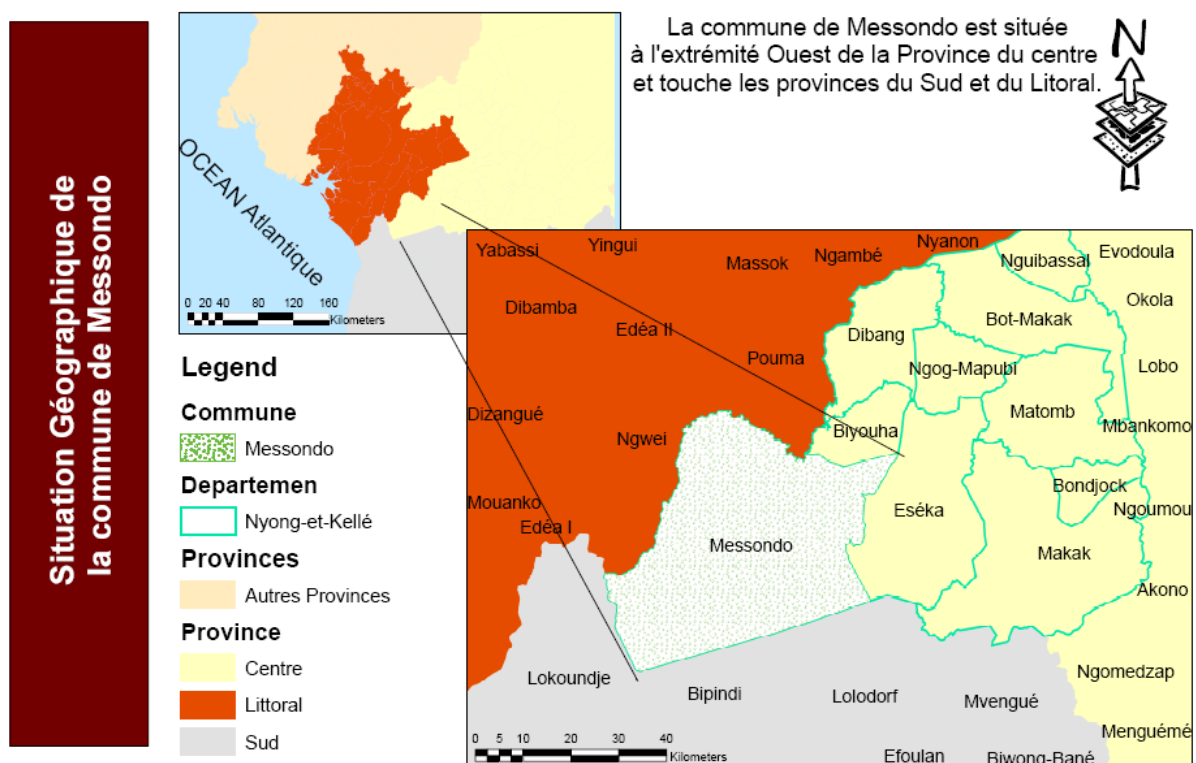 Situation Géographique de
la commune de Messondo
La commune de Messondo est située
à l'extrémité Ouest de la Province du centre
et touche les provinces du Sud et du Litoral.
N
OCEAN Atlantique
0 20 40 80 120 160
Kilometers
Legend
Commune
Messondo
Departemen
Nyong-et-Kellé
Provinces
Autres Provinces
Province
Centre
Littoral
Sud
Yabassi
Yingui
Massok
Ngambé
Nyanon
Nguibassal
Evodoula
Okola
Dibamba
Edéa II
Dibang
Bot-Makak
Pouma
Ngog-Mapubi
Lobo
Dizangué
Ngwei
Biyouha
Matomb
Mbankomo
Mouanko
Edéa I
Messondo
Eséka
Bondjock
Ngoumou
Makak
Akono
Lokoundje
Bipindi
Lolodorf
Mvengué
Ngomedzap
Menguémé
Efoulan
Biwong-Bané
0 5 10 20 30 40
Kilometers